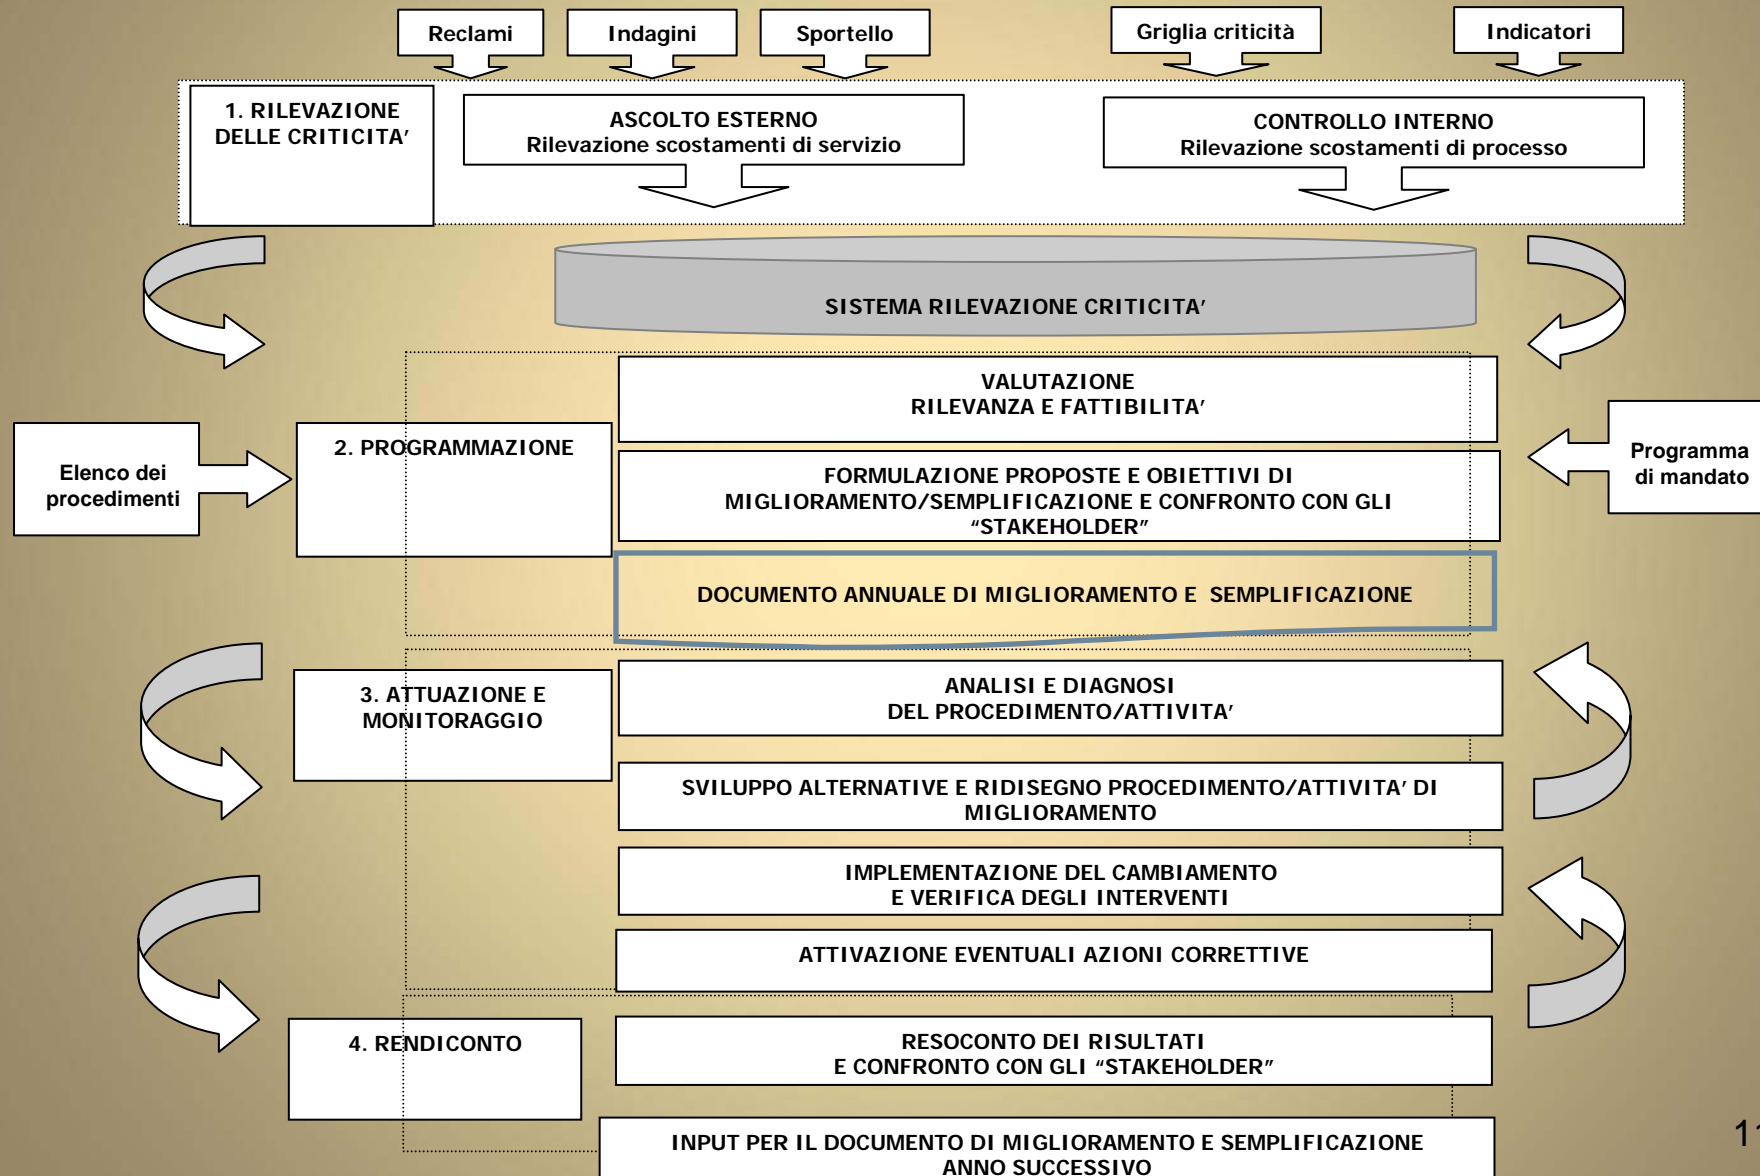 Reclami
Indagini
Sportello
Griglia criticità
Indicatori
1. RILEVAZIONE
DELLE CRITICITA’
ASCOLTO ESTERNO
Rilevazione scostamenti di servizio
CONTROLLO INTERNO
Rilevazione scostamenti di processo
SISTEMA RILEVAZIONE CRITICITA’
VALUTAZIONE
RILEVANZA E FATTIBILITA’
Elenco dei
procedimenti
2. PROGRAMMAZIONE
FORMULAZIONE PROPOSTE E OBIETTIVI DI
MIGLIORAMENTO/SEMPLIFICAZIONE E CONFRONTO CON GLI
“STAKEHOLDER”
Programma
di mandato
DOCUMENTO ANNUALE DI MIGLIORAMENTO E SEMPLIFICAZIONE
3. ATTUAZIONE E
MONITORAGGIO
ANALISI E DIAGNOSI
DEL PROCEDIMENTO/ATTIVITA’
SVILUPPO ALTERNATIVE E RIDISEGNO PROCEDIMENTO/ATTIVITA’ DI
MIGLIORAMENTO
IMPLEMENTAZIONE DEL CAMBIAMENTO
E VERIFICA DEGLI INTERVENTI
ATTIVAZIONE EVENTUALI AZIONI CORRETTIVE
4. RENDICONTO
RESOCONTO DEI RISULTATI
E CONFRONTO CON GLI “STAKEHOLDER”
INPUT PER IL DOCUMENTO DI MIGLIORAMENTO E SEMPLIFICAZIONE
ANNO SUCCESSIVO
11